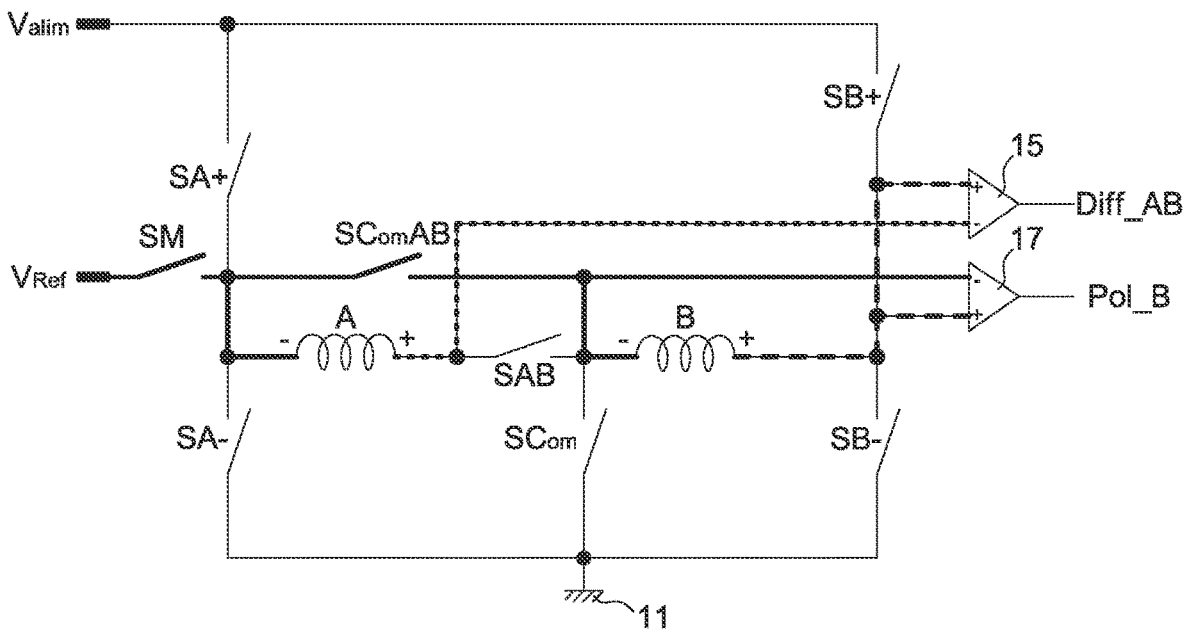 Valim
SB+
15
SA+
+
Diff_AB
-
SM
SComAB
17
VRef
-
Pol_B
A
B
+
-
+
-
+
SAB
SA-
SCom
SB-
11